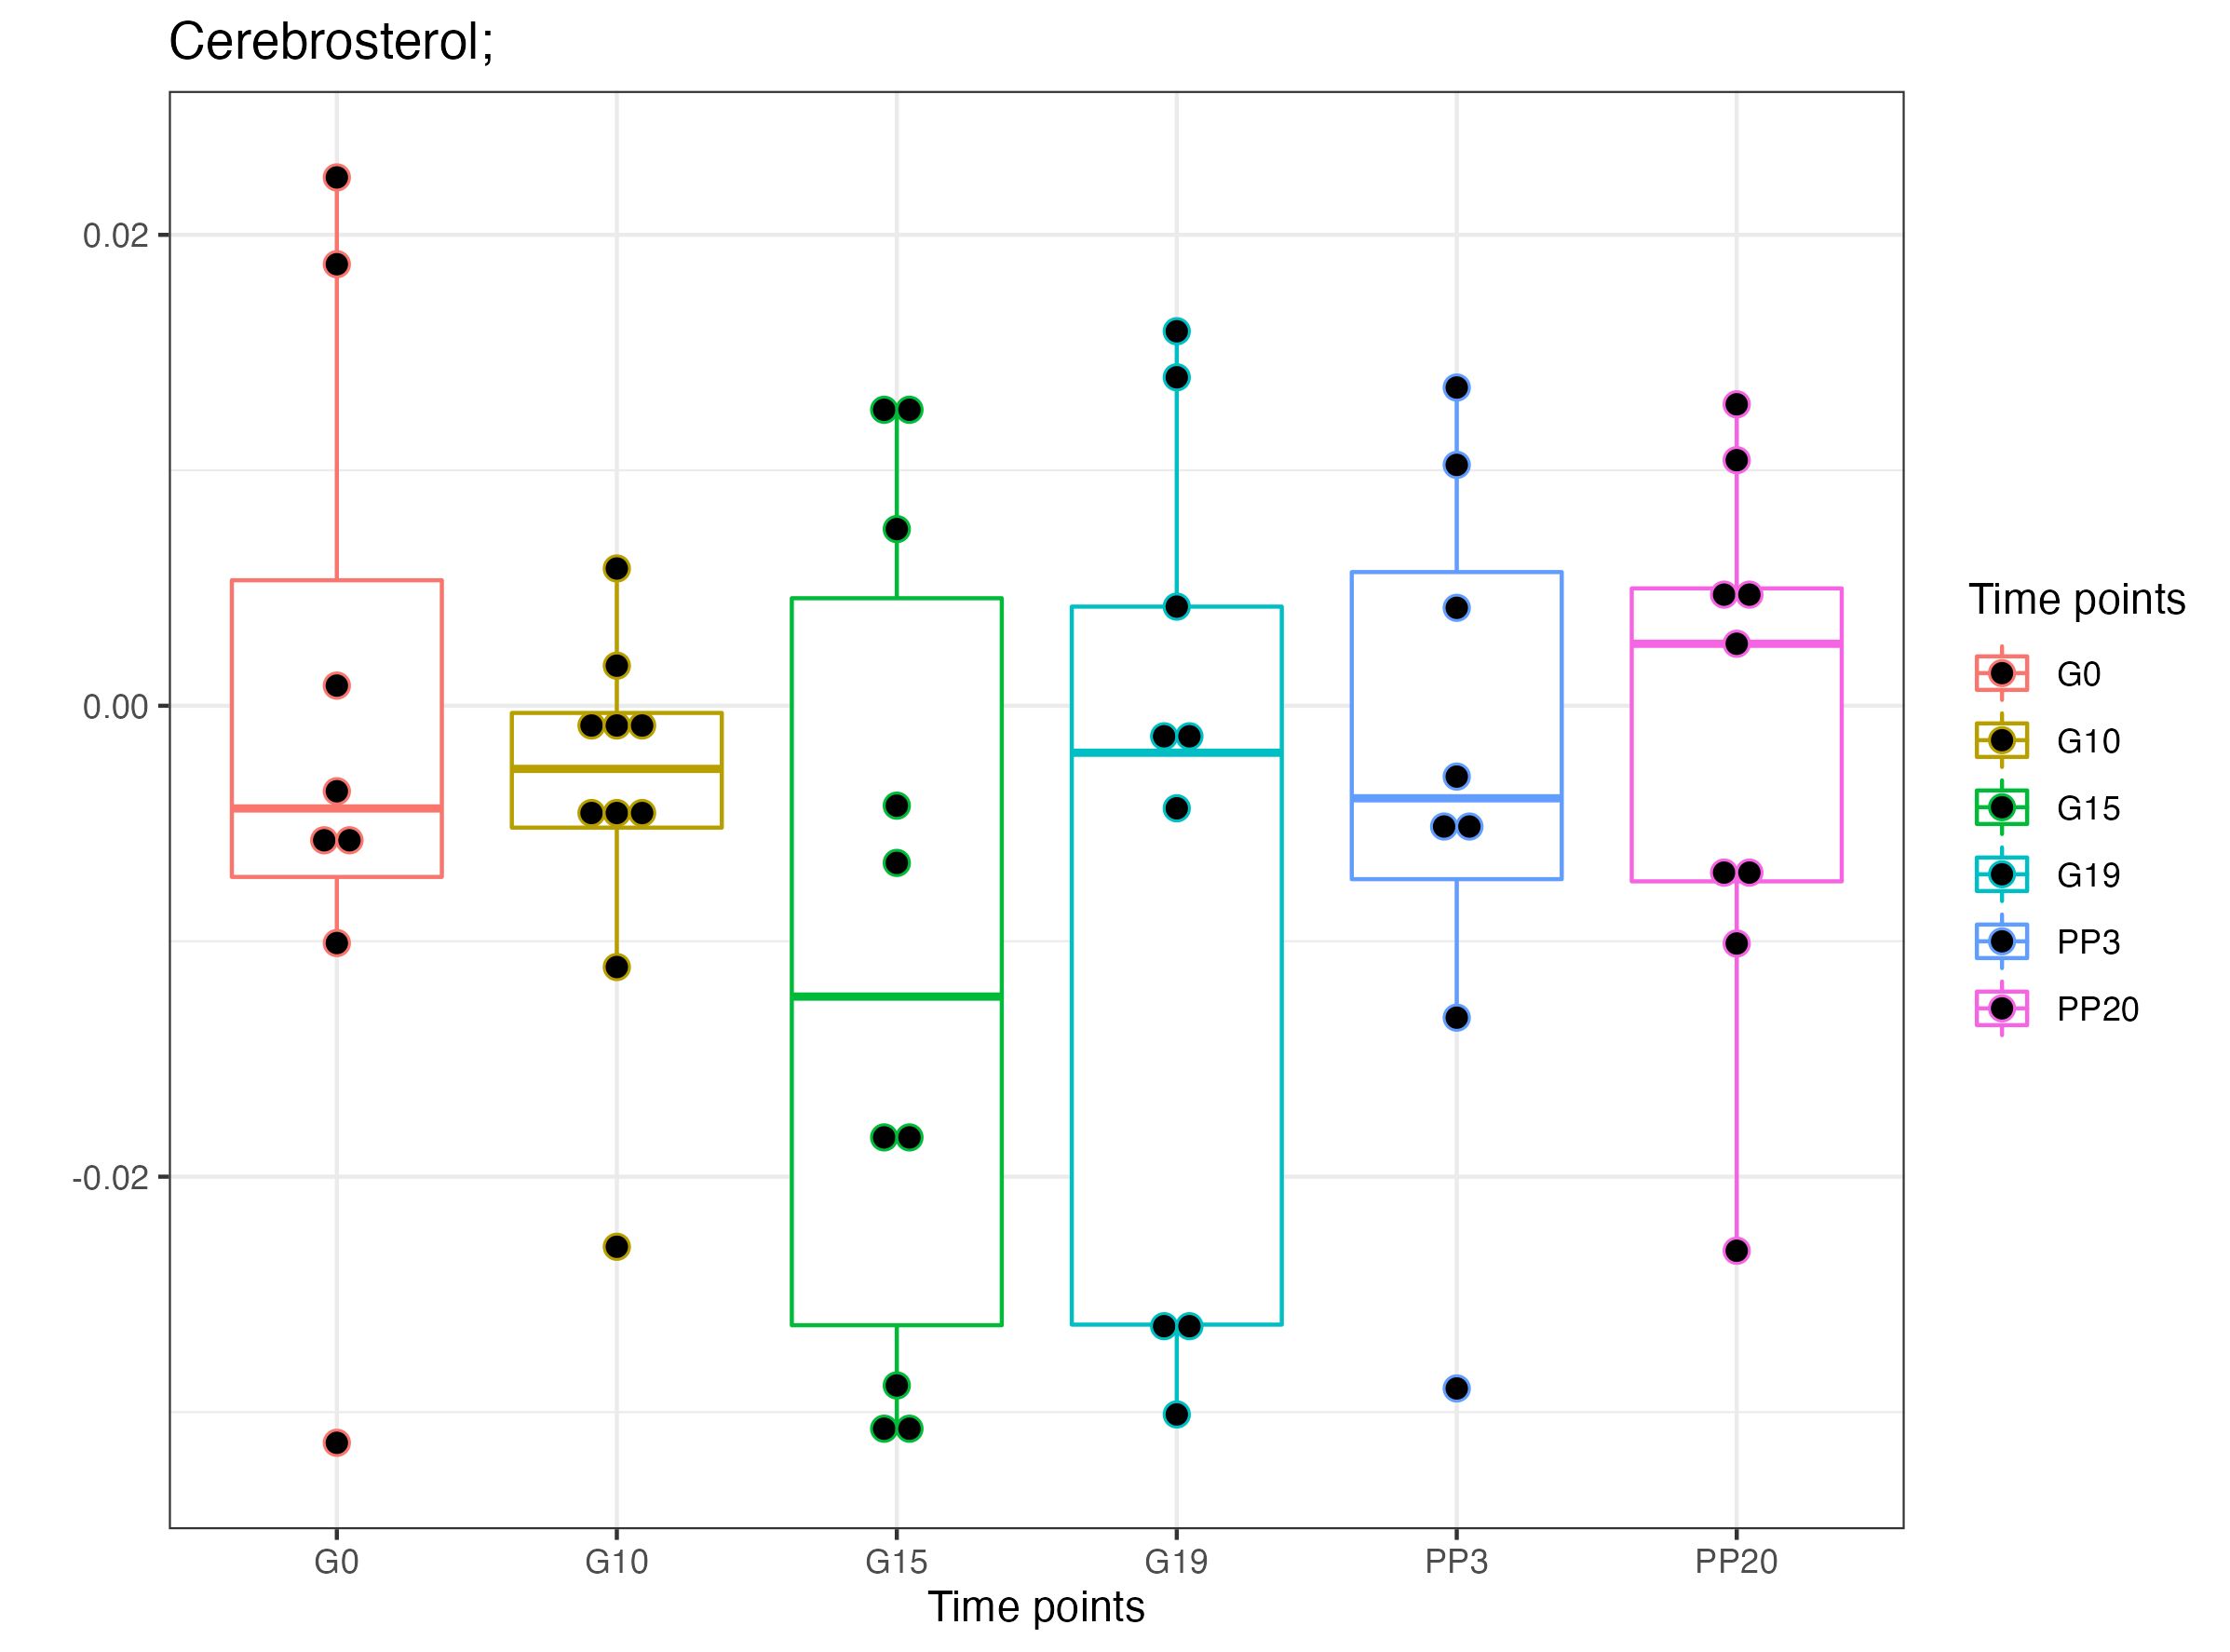 Cerebrosterol;
0.02
0.00
-0.02
G0 G10 G15 G19 PP3 PP20
Time points
Time points
G0
G10
G15
G19
PP3
PP20